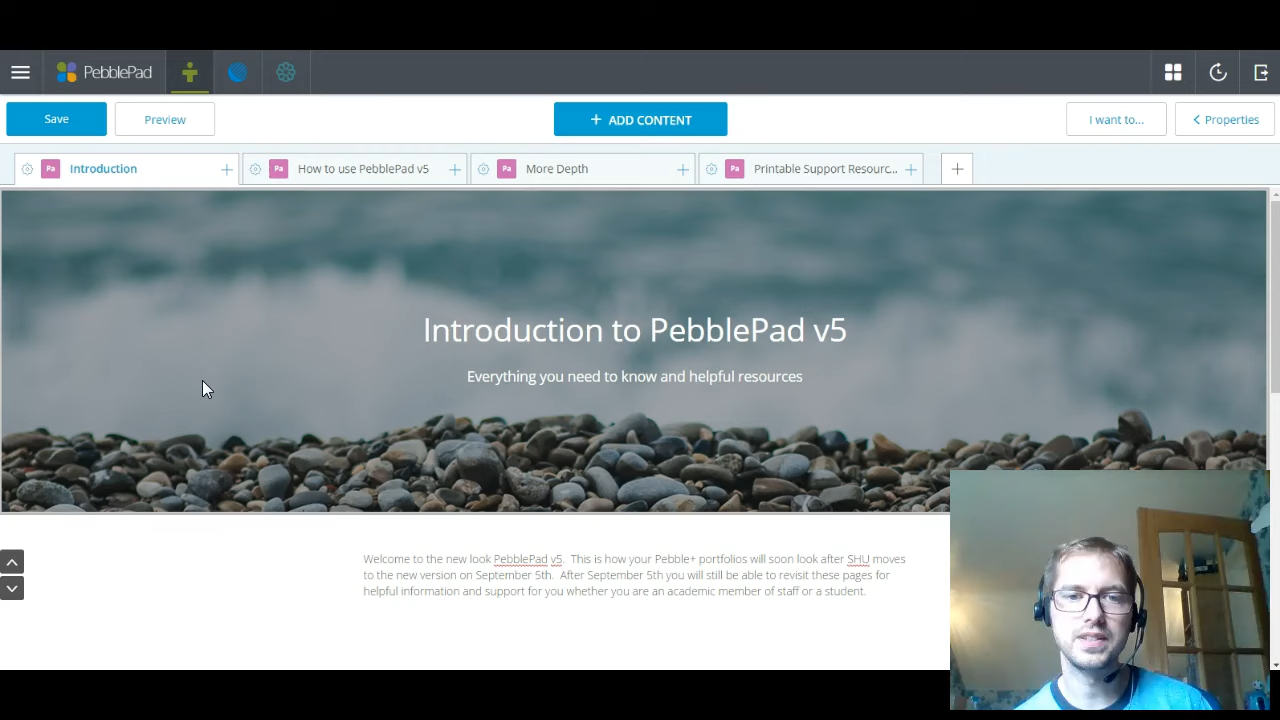 PebblePad
Save
Preview
+ ADD CONTENT
I want to...
Properties
Pa Introduction
Pa How to use PebblePad v5
Pa More Depth
Pa Printable Support Resourc...
Introduction to PebblePad v5
Everything you need to know and helpful resources
Welcome to the new look PebblePad v5. This is how your Pebble+ portfolios will soon look after SHU moves
to the new version on September 5th. After September 5th you will still be able to revisit these pages for
helpful information and support for you whether you are an academic member of staff or a student.